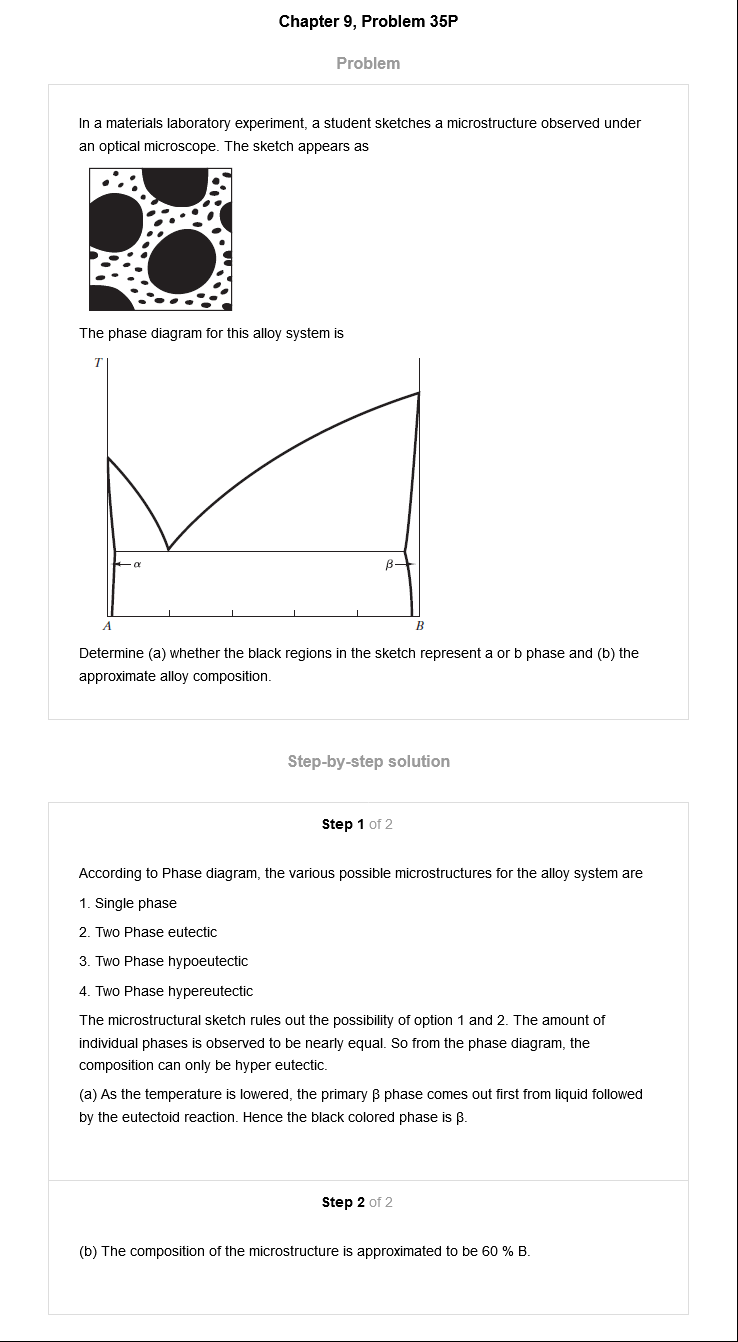 Chapter 9, Problem 35P
Problem
In a materials laboratory experiment, a student sketches a microstructure observed under
an optical microscope. The sketch appears as
The phase diagram for this alloy system is
T
α
β
A
B
Determine (a) whether the black regions in the sketch represent a or b phase and (b) the
approximate alloy composition.
Step-by-step solution
Step 1 of 2
According to Phase diagram, the various possible microstructures for the alloy system are
1. Single phase
2. Two Phase eutectic
3. Two Phase hypoeutectic
4. Two Phase hypereutectic
The microstructural sketch rules out the possibility of option 1 and 2. The amount of
individual phases is observed to be nearly equal. So from the phase diagram, the
composition can only be hyper eutectic.
(a) As the temperature is lowered, the primary β phase comes out first from liquid followed
by the eutectoid reaction. Hence the black colored phase is β.
Step 2 of 2
(b) The composition of the microstructure is approximated to be 60 % B.